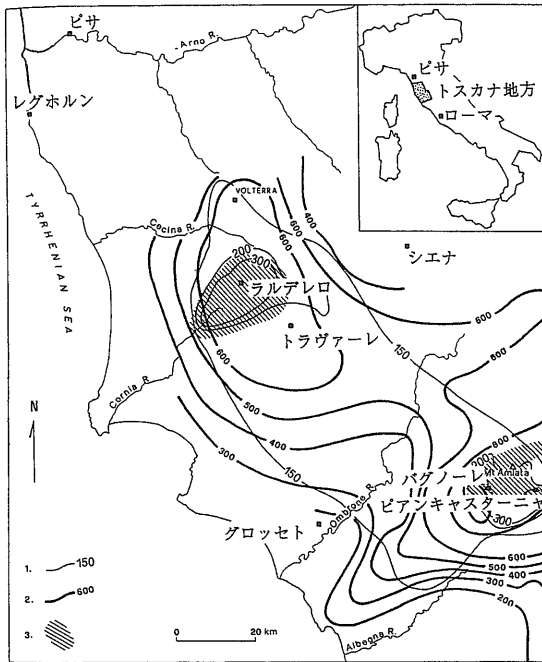 ピサ
Arno R.
レグホルン
TYRRHENIAN SEA
VOLTERRA
Cecina R.
200
300
ラルデレロ
トラヴァーレ
シエナ
400
600
600
600
150
600
600
500
400
300
150
Cornia R.
800
200
バグノーレ
Mt Amiata
ピアンキャスターニャ
300
グロッセト
Ombrone R.
600
500
400
300
200
Albegna R.
N
1. 150
2. 600
3.
0 20 km
ピサ
トスカナ地方
ローマ